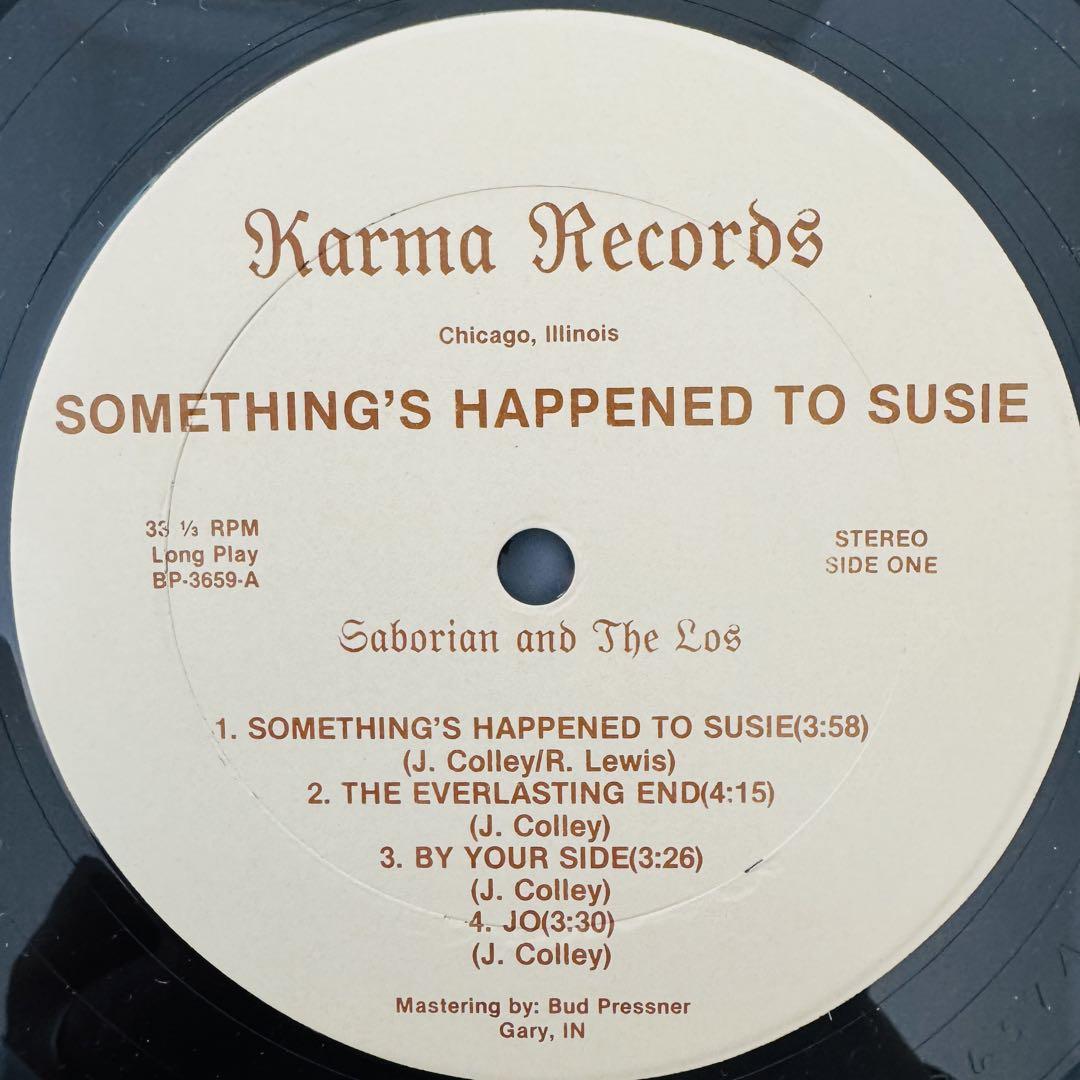 Karma Records
Chicago, Illinois
SOMETHING'S HAPPENED TO SUSIE
33 ⅓ RPM
Long Play
BP-3659-A
STEREO
SIDE ONE
Saborian and The Los
1. SOMETHING'S HAPPENED TO SUSIE(3:58)
(J. Colley/R. Lewis)
2. THE EVERLASTING END(4:15)
(J. Colley)
3. BY YOUR SIDE(3:26)
(J. Colley)
4. JO(3:30)
(J. Colley)
Mastering by: Bud Pressner
Gary, IN